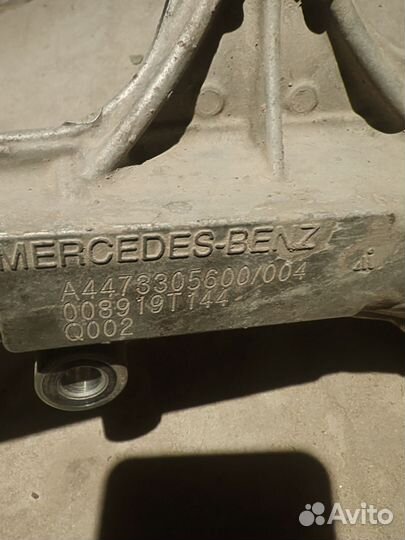 MERCEDES-BENZ
A4473305600/004
008919T144
Q002
Avito